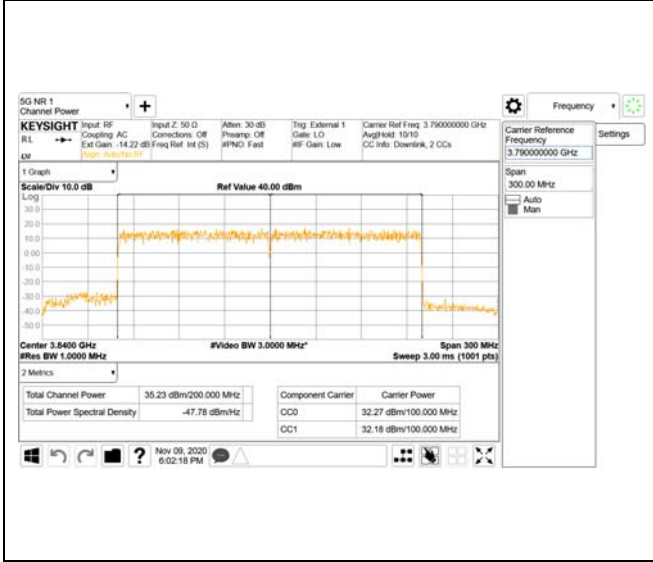 5G NR 1
Channel Power
Frequency
KEYSIGHT
RL
Input: RF
Coupling: AC
Ext Gain: -14.22 dB
Align: Auto/No RF
Input Z: 50 Ω
Corrections: Off
Freq Ref: Int (S)
Atten: 30 dB
Preamp: Off
#PNO: Fast
Trig: External 1
Gate: LO
#IF Gain: Low
Carrier Ref Freq: 3.790000000 GHz
Avg|Hold: 10/10
CC Info: Downlink, 2 CCs
Carrier Reference
Frequency
3.790000000 GHz
Settings
Span
300.00 MHz
Auto
Man
1 Graph
Scale/Div 10.0 dB
Ref Value 40.00 dBm
Log
30.0
20.0
10.0
0.00
-10.0
-20.0
-30.0
-40.0
-50.0
Center 3.8400 GHz
#Video BW 3.0000 MHz*
Span 300 MHz
#Res BW 1.0000 MHz
Sweep 3.00 ms (1001 pts)
2 Metrics
Total Channel Power 35.23 dBm/200.000 MHz
Total Power Spectral Density -47.78 dBm/Hz
Component Carrier Carrier Power
CC0 32.27 dBm/100.000 MHz
CC1 32.18 dBm/100.000 MHz
Nov 09, 2020
6:02:18 PM